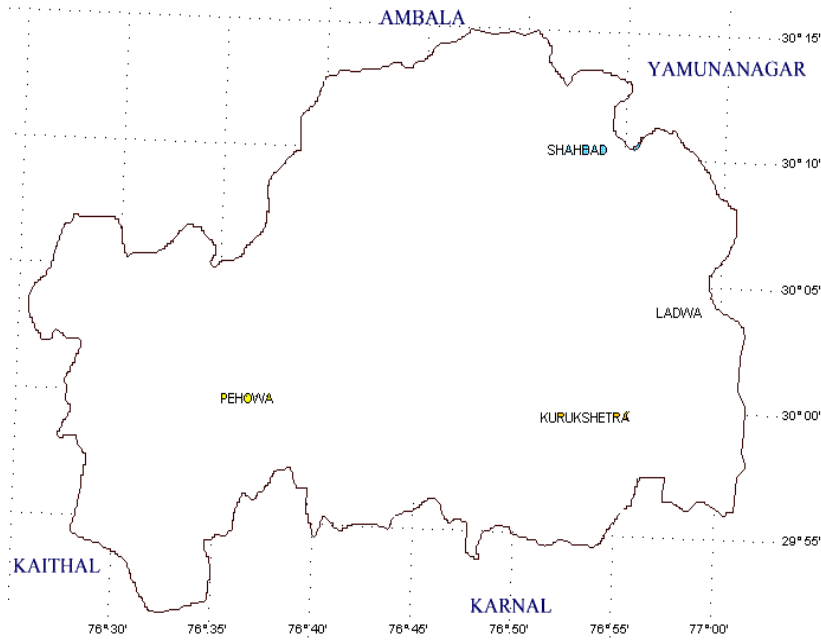 AMBALA
30°15'
YAMUNANAGAR
SHAHBAD
30°10'
30°05'
LADWA
PEHOWA
KURUKSHETRA
30°00'
29°55'
KAITHAL
KARNAL
76°30' 76°35' 76°40' 76°45' 76°50' 76°55' 77°00'